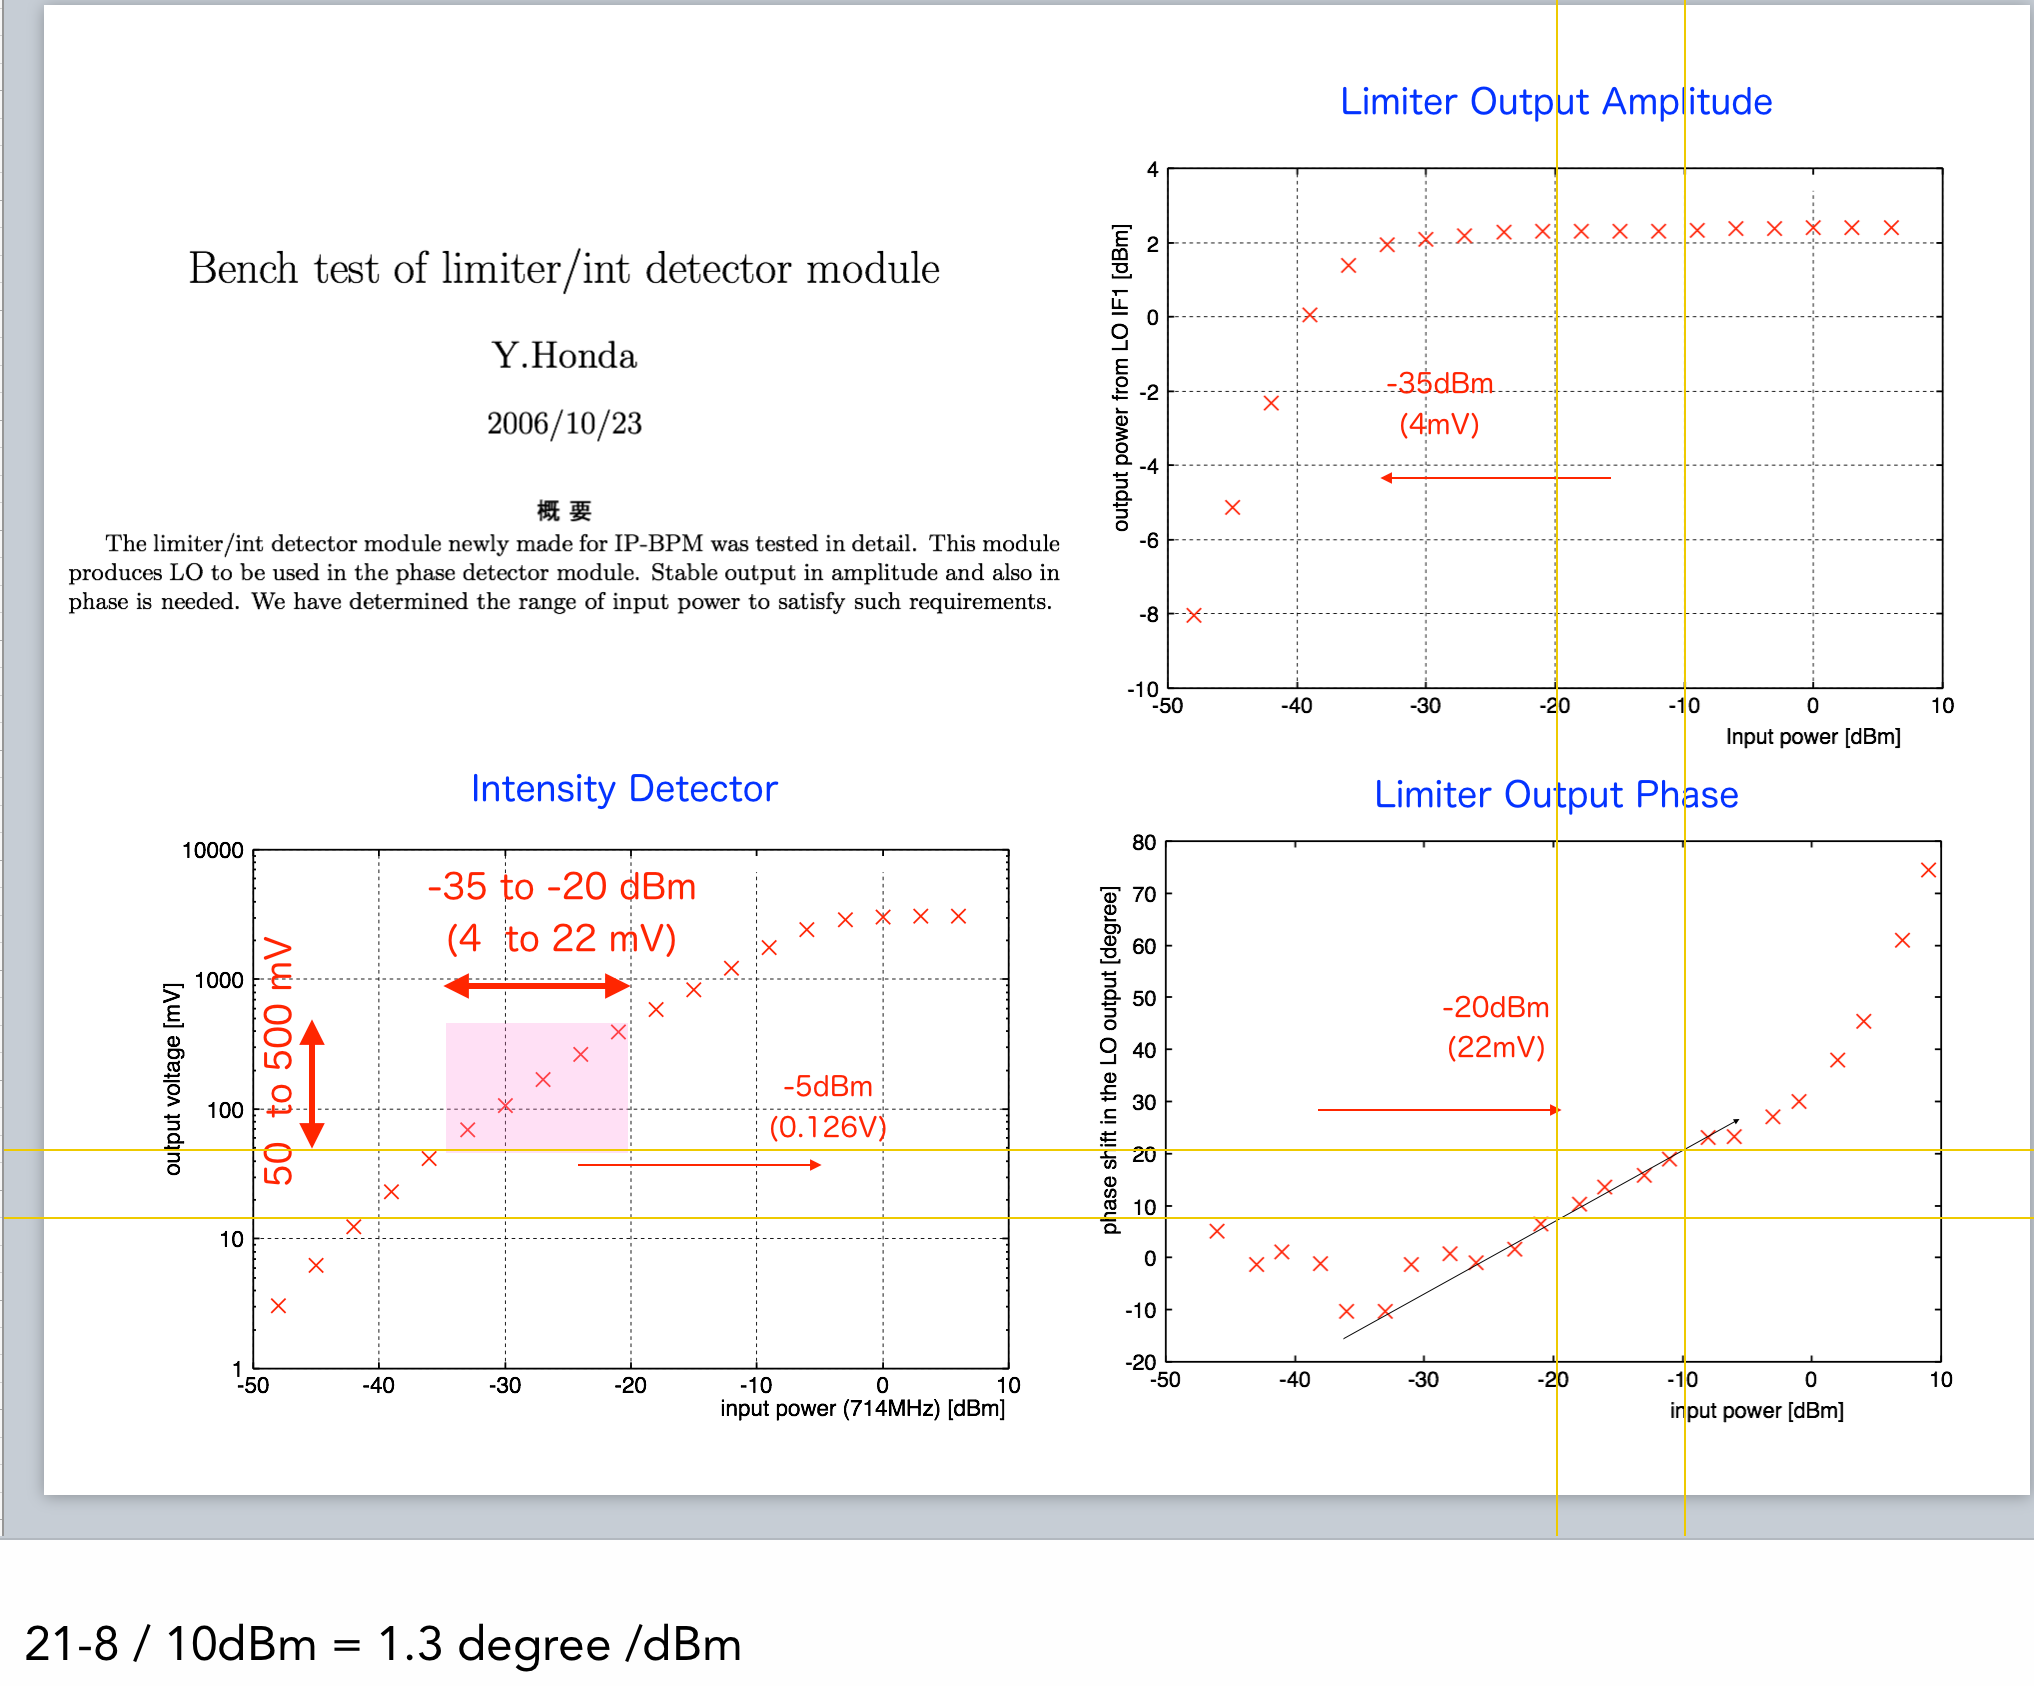 Bench test of limiter/int detector module
Y.Honda
2006/10/23
概 要
The limiter/int detector module newly made for IP-BPM was tested in detail. This module
produces LO to be used in the phase detector module. Stable output in amplitude and also in
phase is needed. We have determined the range of input power to satisfy such requirements.
Limiter Output Amplitude
output power from LO IF1 [dBm]
4
2
0
-2
-4
-6
-8
-10
-35dBm
(4mV)
-50 -40 -30 -20 -10 0 10
Input power [dBm]
Intensity Detector
output voltage [mV]
10000
1000
100
10
1
50 to 500 mV
-35 to -20 dBm
(4 to 22 mV)
-5dBm
(0.126V)
-50 -40 -30 -20 -10 0 10
input power (714MHz) [dBm]
Limiter Output Phase
phase shift in the LO output [degree]
80
70
60
50
40
30
20
10
0
-10
-20
-20dBm
(22mV)
-50 -40 -30 -20 -10 0 10
input power [dBm]
21-8 / 10dBm = 1.3 degree /dBm